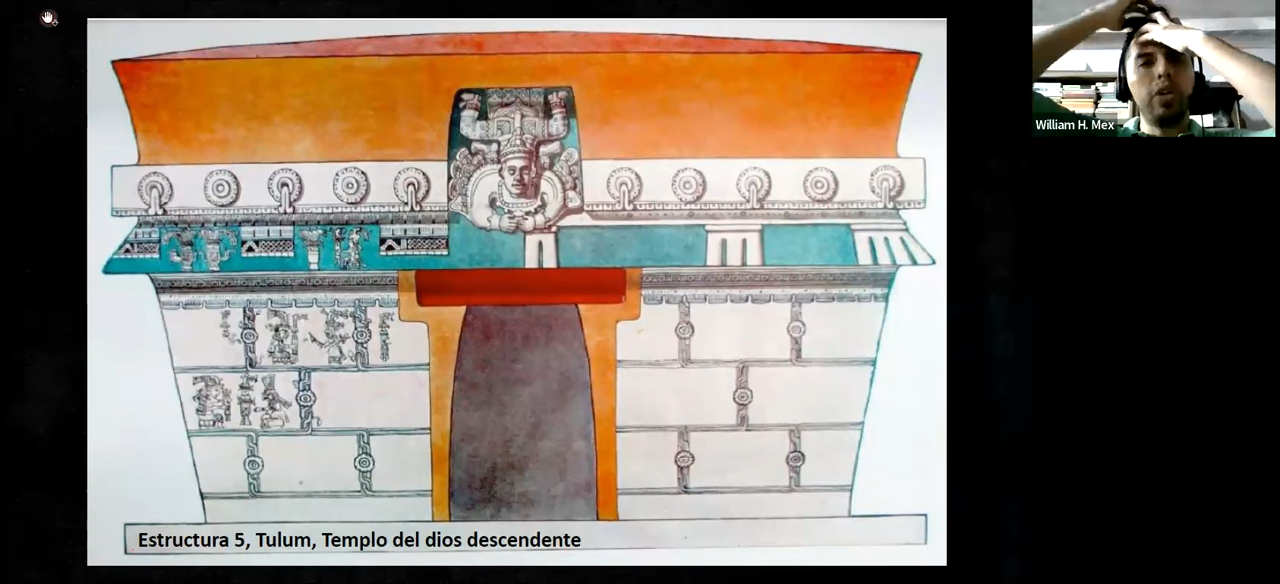 William H. Mex
Estructura 5, Tulum, Templo del dios descendente